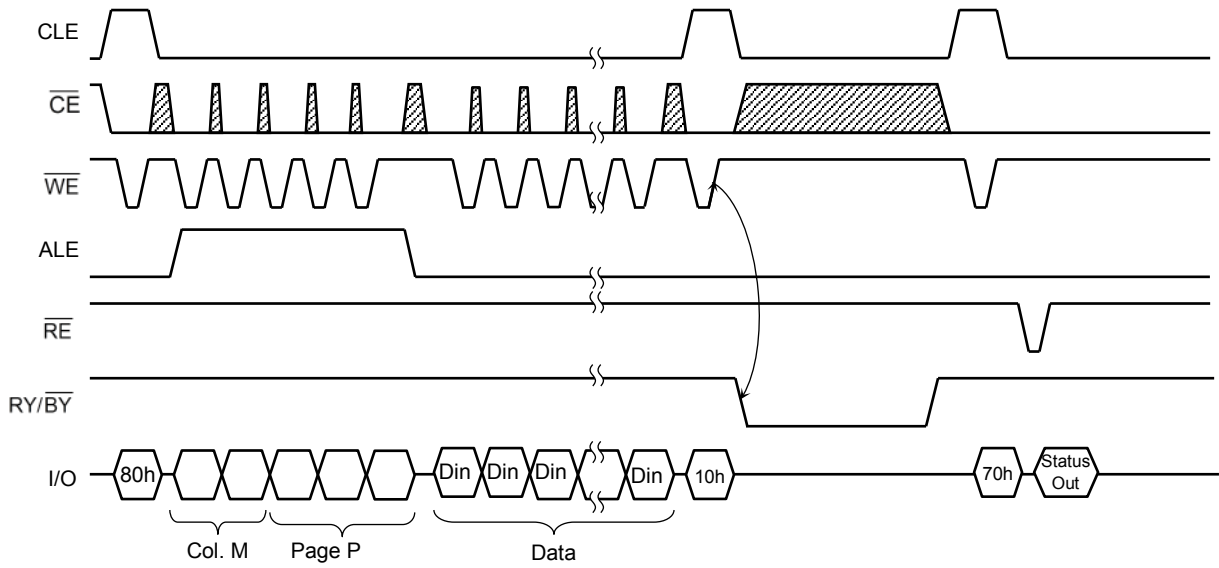 CLE
CE
WE
ALE
RE
RY/BY
I/O 80h Din Din Din Din 10h 70h Status Out
Col. M Page P Data